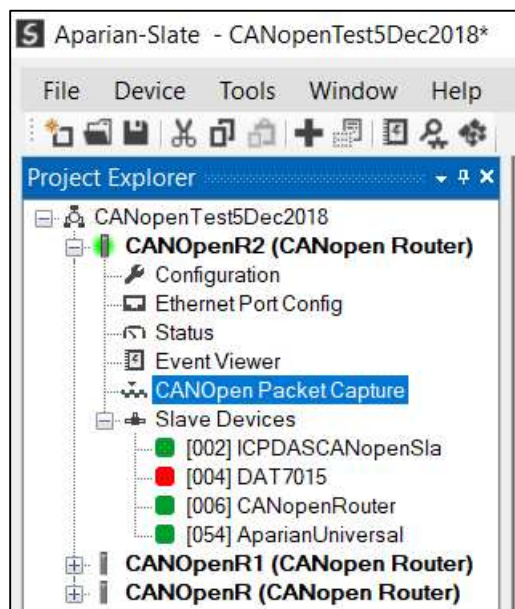 S Aparian-Slate - CANopenTest5Dec2018*
File Device Tools Window Help
Project Explorer
CANopenTest5Dec2018
CANOpenR2 (CANopen Router)
Configuration
Ethernet Port Config
Status
Event Viewer
CANOpen Packet Capture
Slave Devices
[002] ICPDASCANopenSla
[004] DAT7015
[006] CANopenRouter
[054] AparianUniversal
CANOpenR1 (CANopen Router)
CANOpenR (CANopen Router)